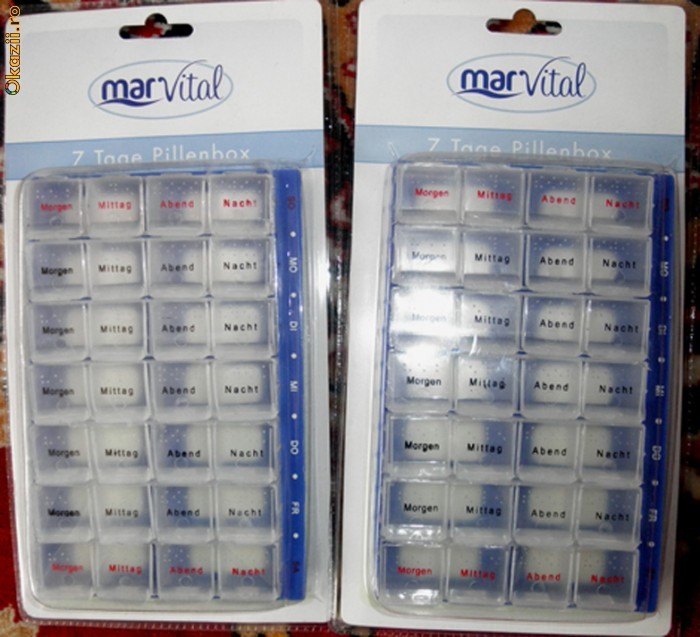 Okazii.ro
marVital
7 Tage Pillenbox
Morgen Mittag Abend Nacht SO
Morgen Mittag Abend Nacht MO
Morgen Mittag Abend Nacht DI
Morgen Mittag Abend Nacht MI
Morgen Mittag Abend Nacht DO
Morgen Mittag Abend Nacht FR
Morgen Mittag Abend Nacht SA
marVital
7 Tage Pillenbox
Morgen Mittag Abend Nacht
Morgen Mittag Abend Nacht MO
Morgen Mittag Abend Nacht DI
Morgen Mittag Abend Nacht MI
Morgen Mittag Abend Nacht DO
Morgen Mittag Abend Nacht FR
Morgen Mittag Abend Nacht